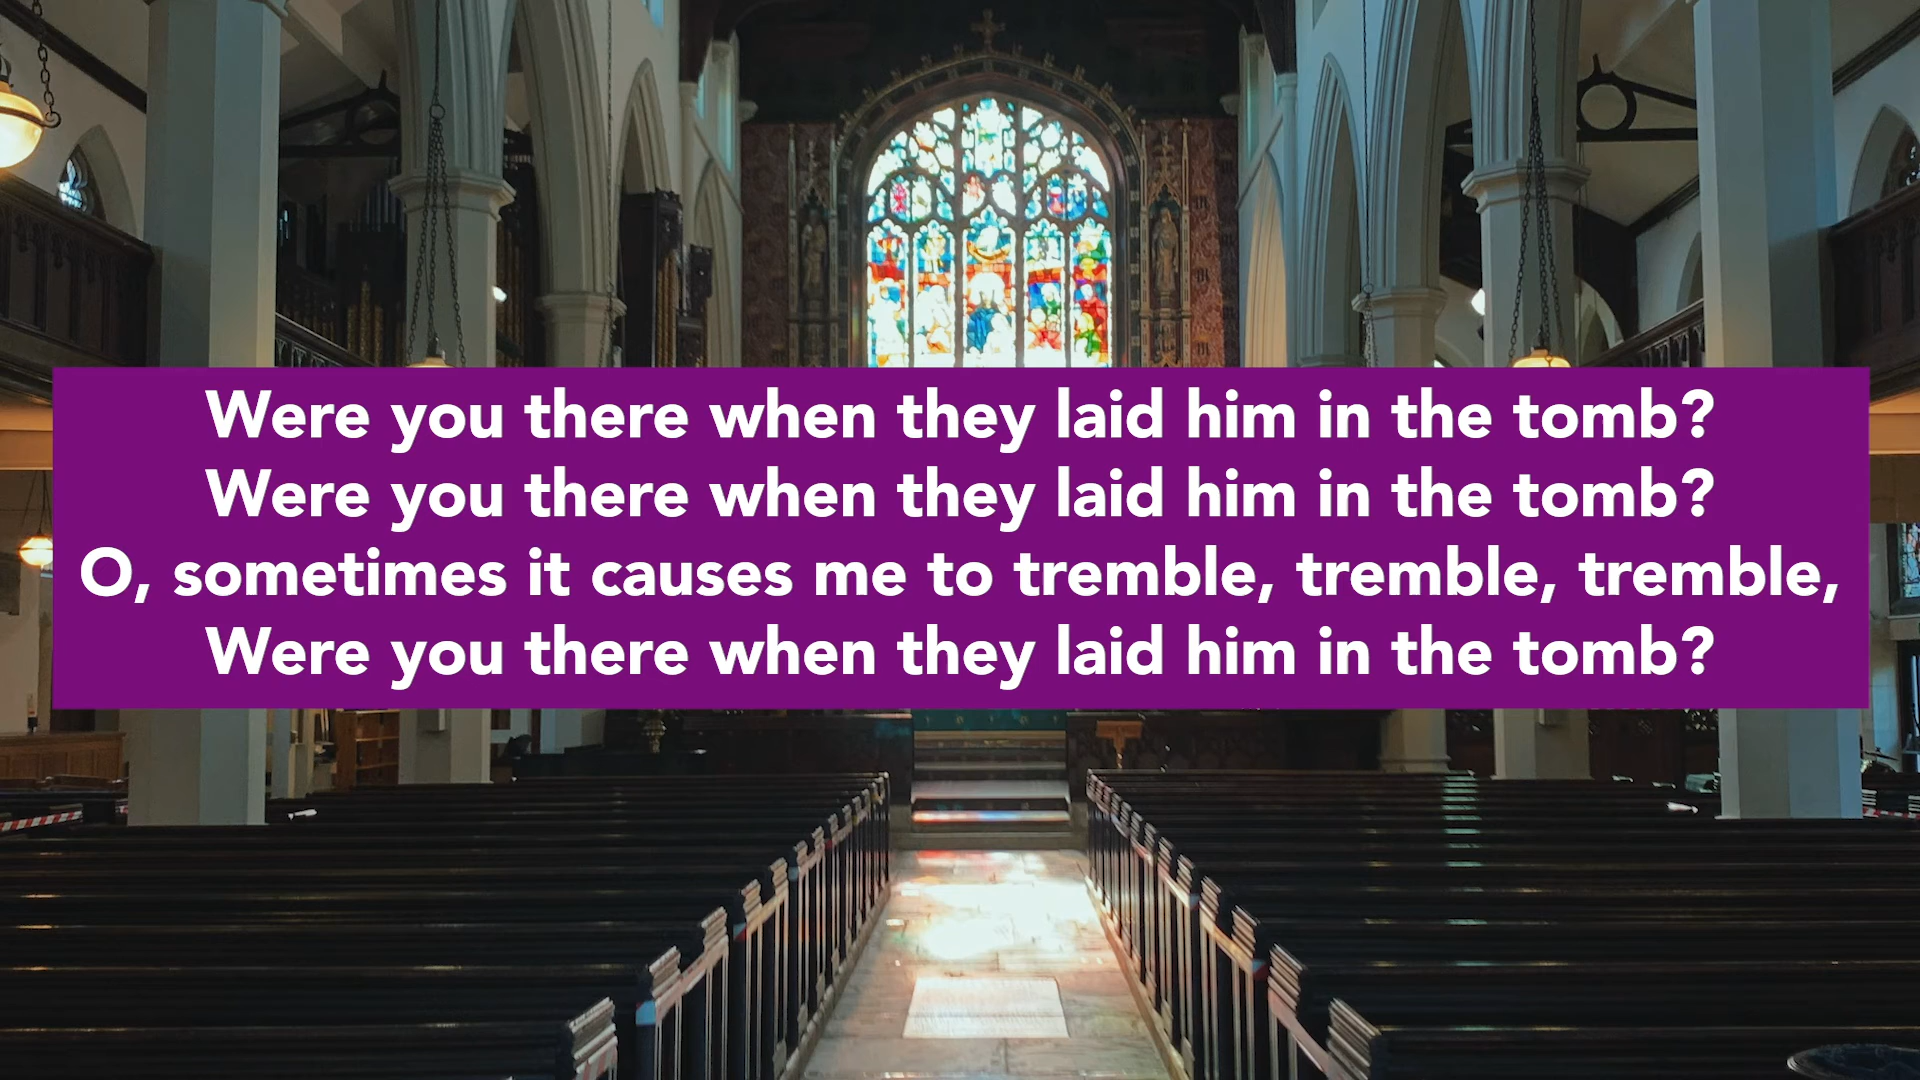 Were you there when they laid him in the tomb?
Were you there when they laid him in the tomb?
O, sometimes it causes me to tremble, tremble, tremble,
Were you there when they laid him in the tomb?